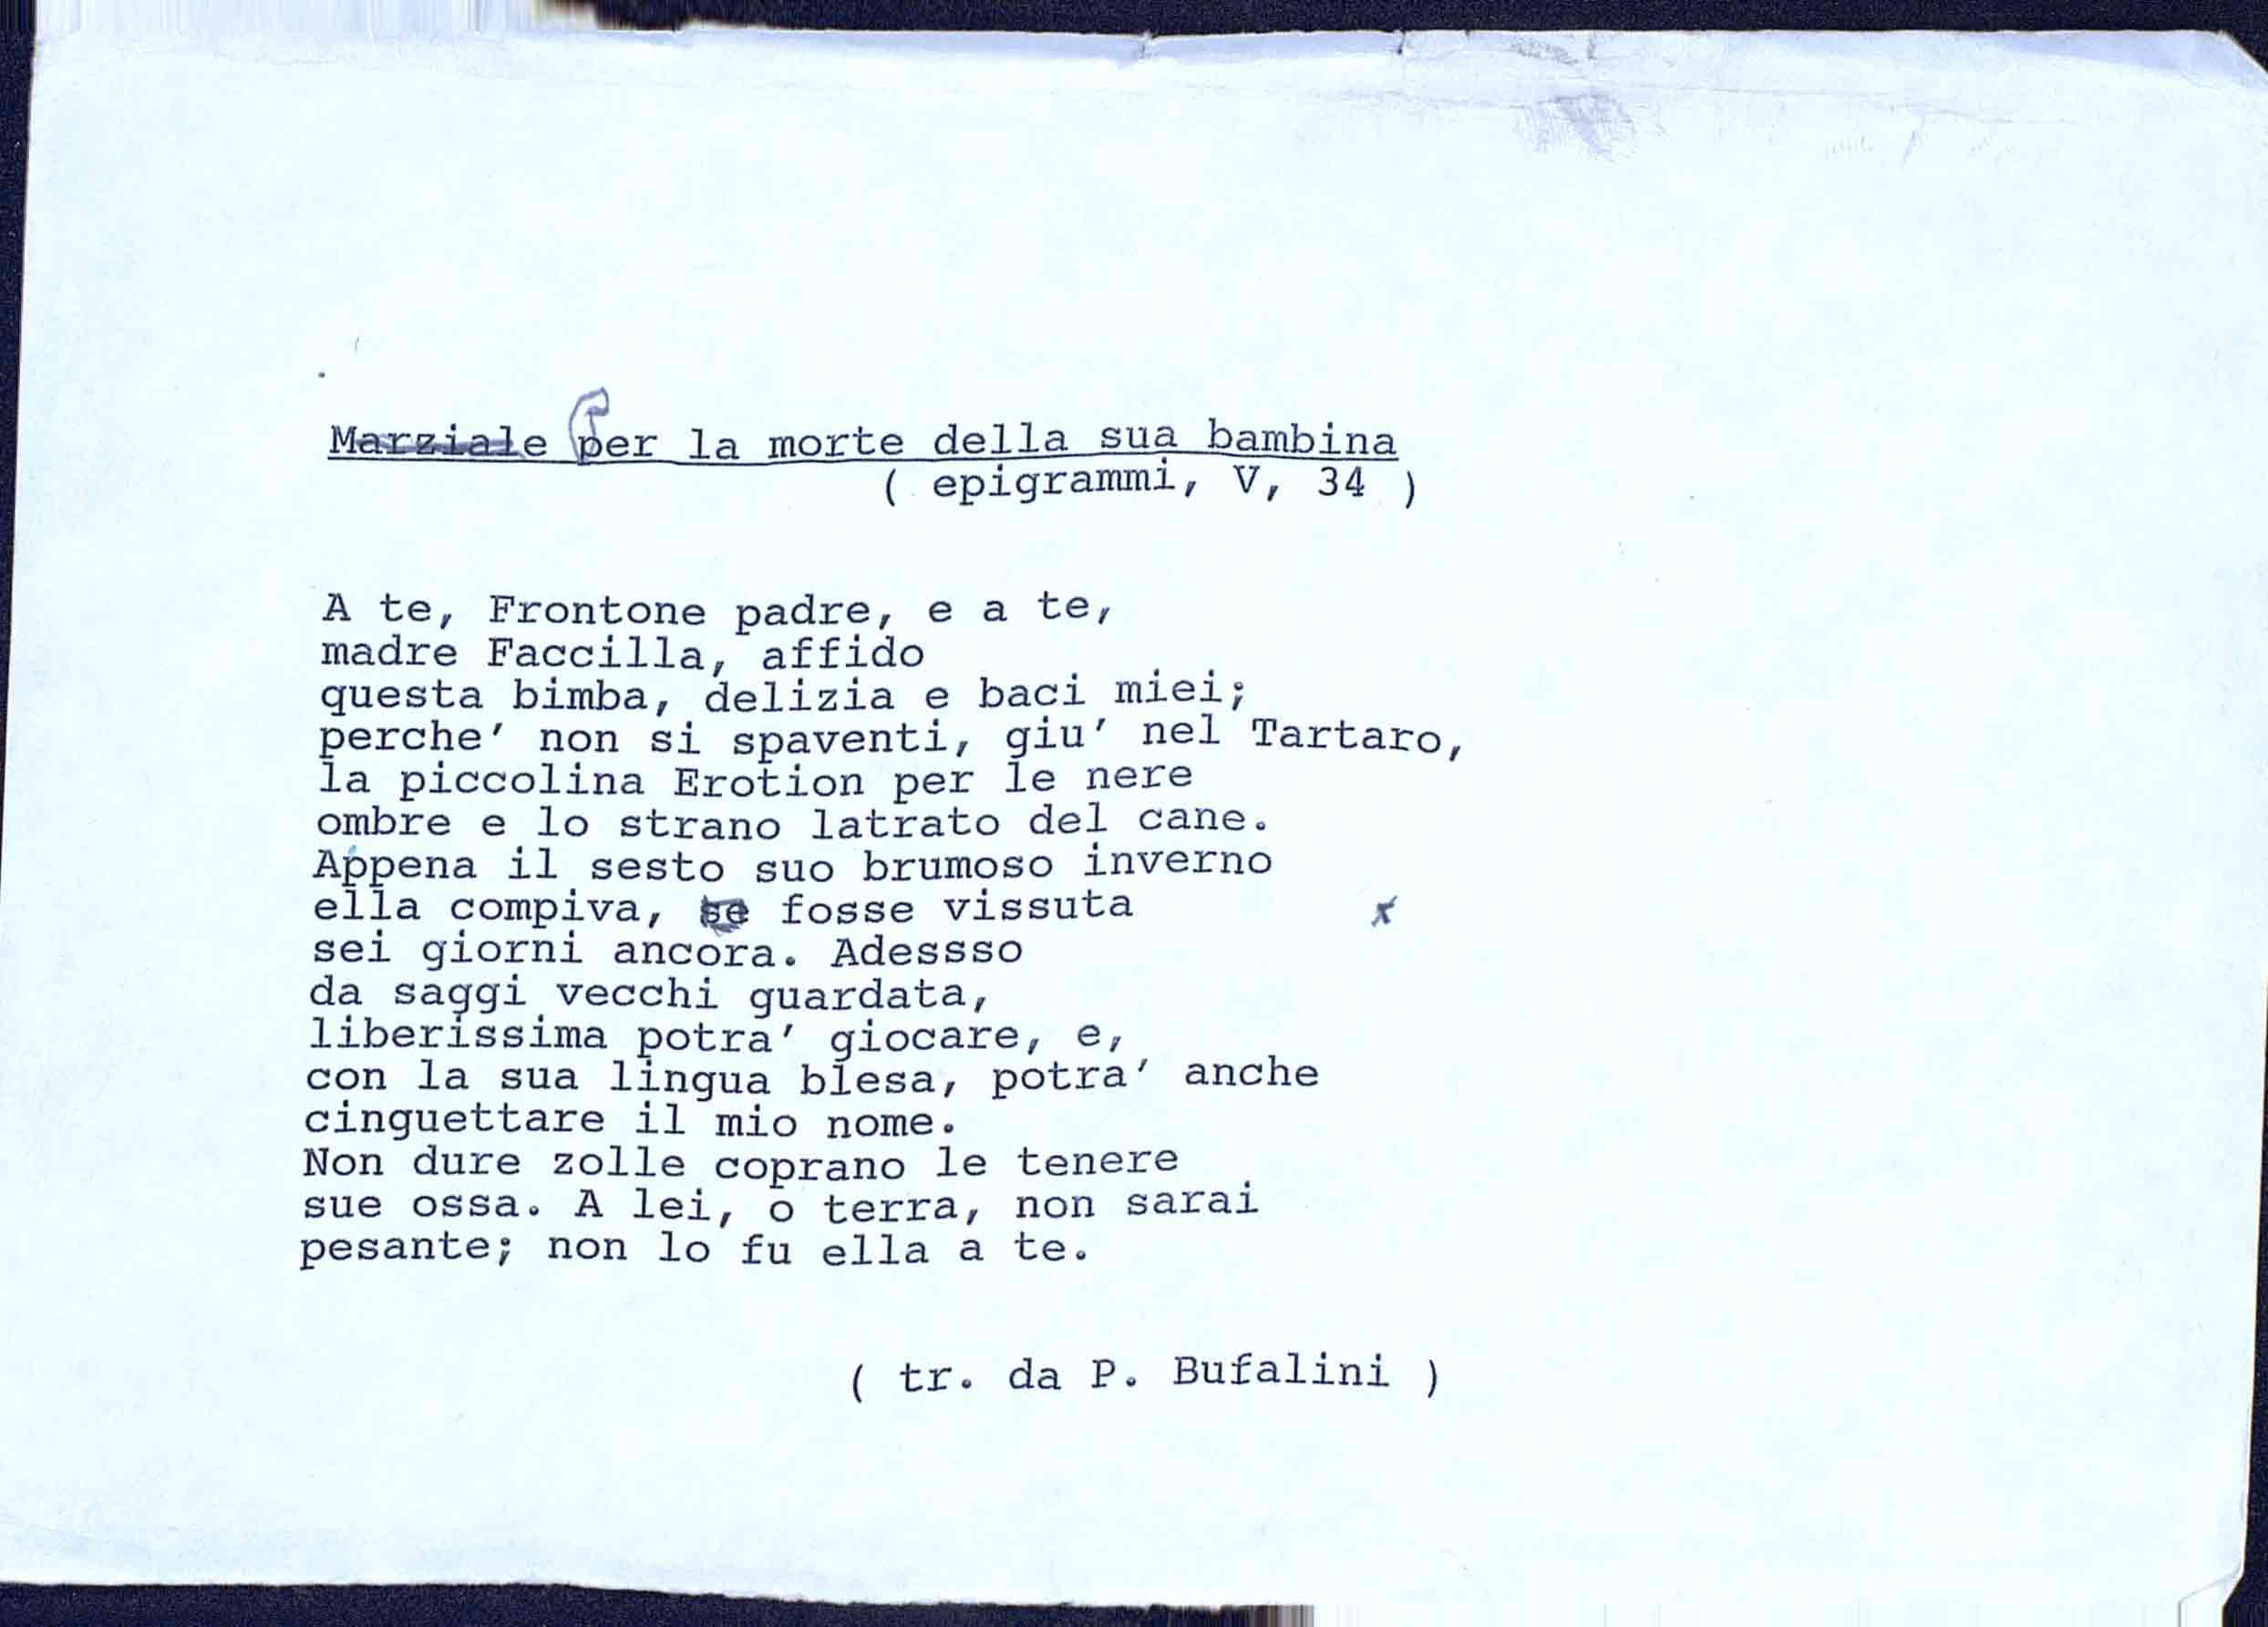 Marziale per la morte della sua bambina
( epigrammi, V, 34 )
A te, Frontone padre, e a te,
madre Faccilla, affido
questa bimba, delizia e baci miei;
perche' non si spaventi, giu' nel Tartaro,
la piccolina Erotion per le nere
ombre e lo strano latrato del cane.
Appena il sesto suo brumoso inverno
ella compiva, se fosse vissuta x
sei giorni ancora. Adessso
da saggi vecchi guardata,
liberissima potra' giocare, e,
con la sua lingua blesa, potra' anche
cinguettare il mio nome.
Non dure zolle coprano le tenere
sue ossa. A lei, o terra, non sarai
pesante; non lo fu ella a te.
( tr. da P. Bufalini )